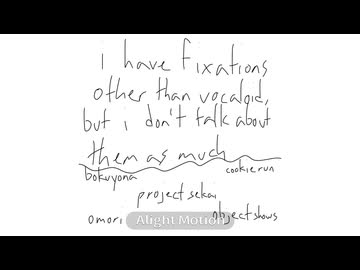 i have fixations
other than vocaloid,
but i don't talk about
them as much
bokuyona cookie run
project sekai
omori object shows
Alight Motion